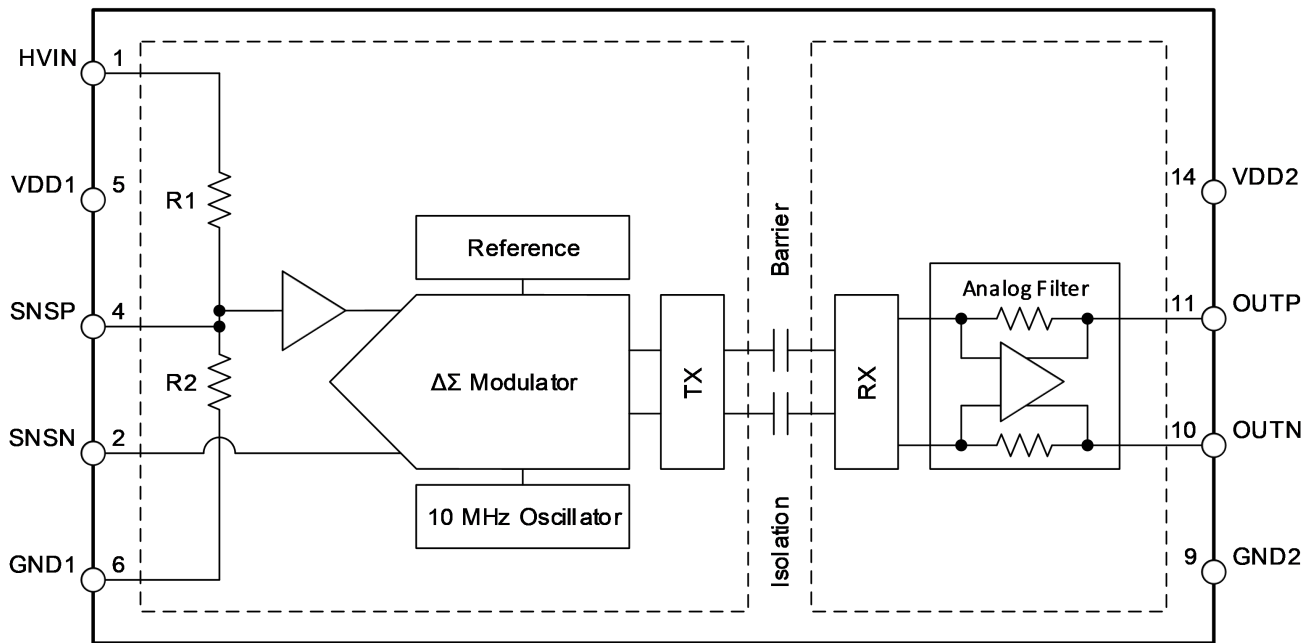 HVIN 1
VDD1 5
SNSP 4
SNSN 2
GND1 6
R1
R2
Reference
ΔΣ Modulator
10 MHz Oscillator
TX
Barrier
Isolation
RX
Analog Filter
14 VDD2
11 OUTP
10 OUTN
9 GND2